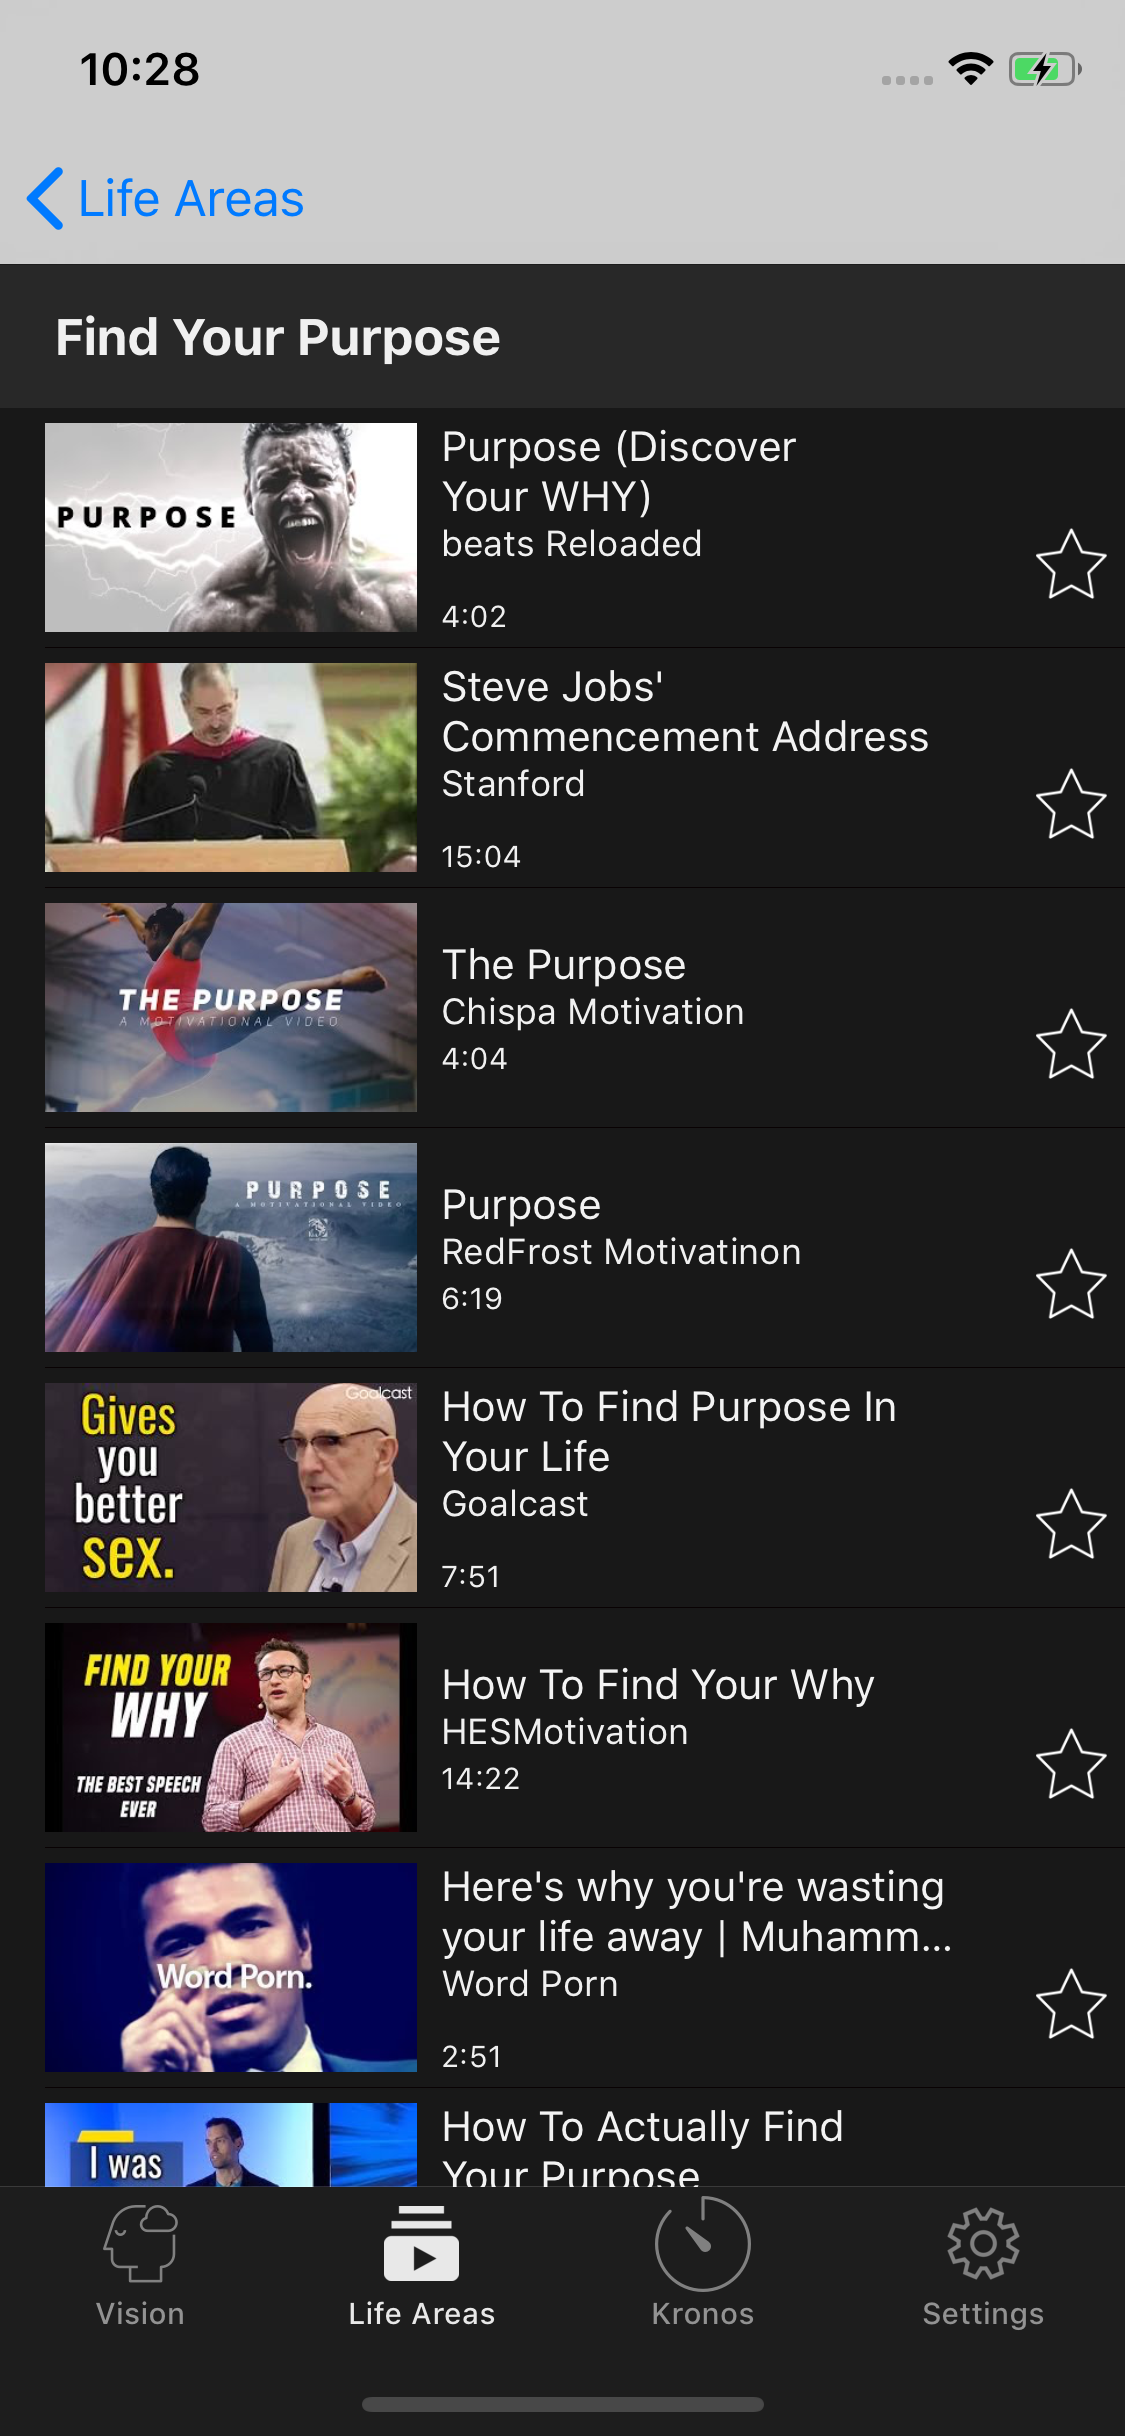 10:28
Life Areas
Find Your Purpose
PURPOSE
Purpose (Discover
Your WHY)
beats Reloaded
4:02
Steve Jobs'
Commencement Address
Stanford
15:04
THE PURPOSE
A MOTIVATIONAL VIDEO
The Purpose
Chispa Motivation
4:04
PURPOSE
A MOTIVATIONAL VIDEO
Purpose
RedFrost Motivatinon
6:19
Goalcast
Gives
you
better
sex.
How To Find Purpose In
Your Life
Goalcast
7:51
FIND YOUR
WHY
THE BEST SPEECH
EVER
How To Find Your Why
HESMotivation
14:22
Word Porn.
Here's why you're wasting
your life away | Muhamm...
Word Porn
2:51
I was
How To Actually Find
Your Purpose
Vision
Life Areas
Kronos
Settings